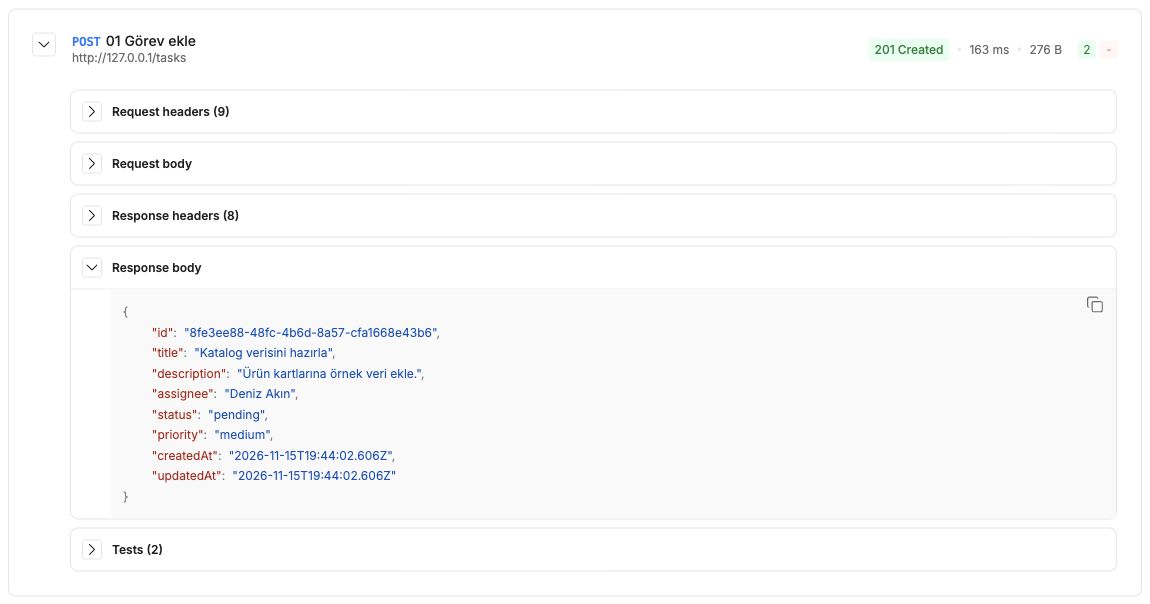 POST 01 Görev ekle
http://127.0.0.1/tasks
201 Created • 163 ms • 276 B 2 -
Request headers (9)
Request body
Response headers (8)
Response body
{
"id": "8fe3ee88-48fc-4b6d-8a57-cfa1668e43b6",
"title": "Katalog verisini hazırla",
"description": "Ürün kartlarına örnek veri ekle.",
"assignee": "Deniz Akın",
"status": "pending",
"priority": "medium",
"createdAt": "2026-11-15T19:44:02.606Z",
"updatedAt": "2026-11-15T19:44:02.606Z"
}
Tests (2)